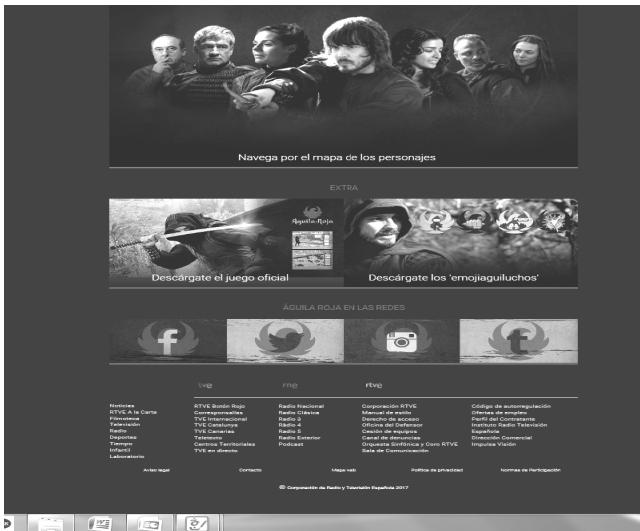 Navega por el mapa de los personajes
EXTRA
Águila Roja
Descárgate el juego oficial
Descárgate los 'emojiaguiluchos'
ÁGUILA ROJA EN LAS REDES
f
t
tve
rne
rtve
Noticias
RTVE A la Carta
Filmoteca
Televisión
Radio
Deportes
Tiempo
Infantil
Laboratorio
RTVE Botón Rojo
Corresponsalías
TVE Internacional
TVE Catalunya
TVE Canarias
Teletexto
Centros Territoriales
TVE en directo
Radio Nacional
Radio Clásica
Radio 3
Radio 4
Radio 5
Radio Exterior
Podcast
Corporación RTVE
Manual de estilo
Derecho de acceso
Oficina del Defensor
Cesión de equipos
Canal de denuncias
Orquesta Sinfónica y Coro RTVE
Sala de Comunicación
Código de autorregulación
Ofertas de empleo
Perfil del Contratante
Instituto Radio Televisión
Española
Dirección Comercial
Impulsa Visión
Aviso legal
Contacto
Mapa web
Política de privacidad
Normas de Participación
© Corporación de Radio y Televisión Española 2017